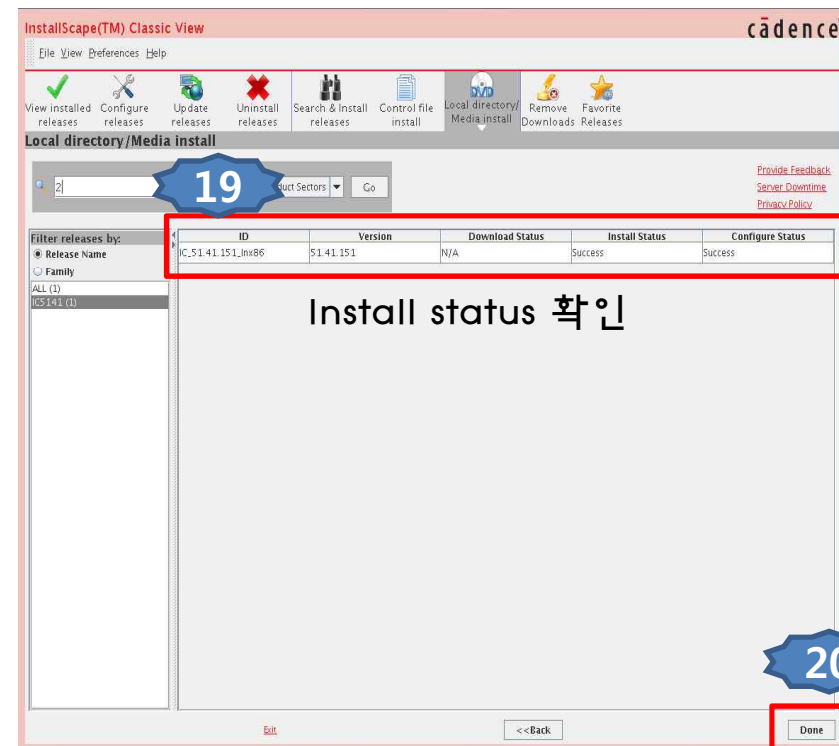 InstallScape(TM) Classic View
cādence
File View Preferences Help
View installed releases
Configure releases
Update releases
Uninstall releases
Search & Install releases
Control file install
Local directory/ Media install
Remove Downloads
Favorite Releases
Local directory/Media install
2
19
duct Sectors
Go
Provide Feedback
Server Downtime
Privacy Policy
Filter releases by:
Release Name
Family
ALL (1)
IC5141 (1)
ID Version Download Status Install Status Configure Status
IC_51.41.151_lnx86 51.41.151 N/A Success Success
Install status 확인
20
Exit
<<Back
Done